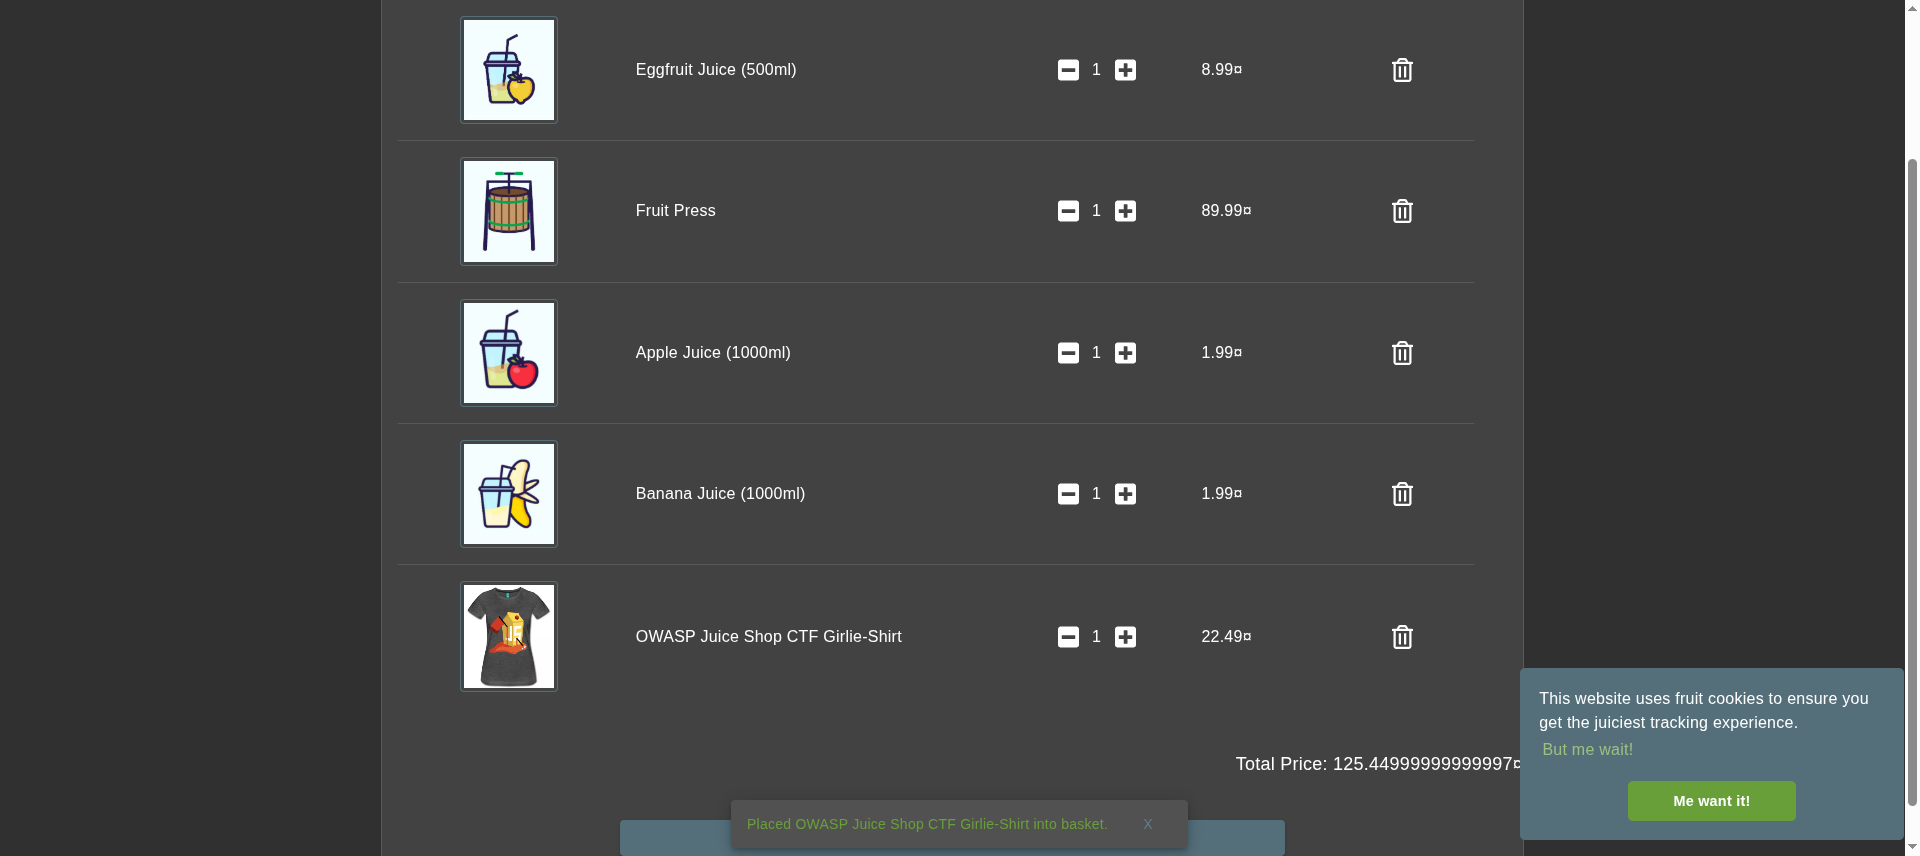 Eggfruit Juice (500ml) 1 8.99¤
Fruit Press 1 89.99¤
Apple Juice (1000ml) 1 1.99¤
Banana Juice (1000ml) 1 1.99¤
OWASP Juice Shop CTF Girlie-Shirt 1 22.49¤
This website uses fruit cookies to ensure you
get the juiciest tracking experience.
But me wait!
Total Price: 125.44999999999997¤
Me want it!
Placed OWASP Juice Shop CTF Girlie-Shirt into basket. X